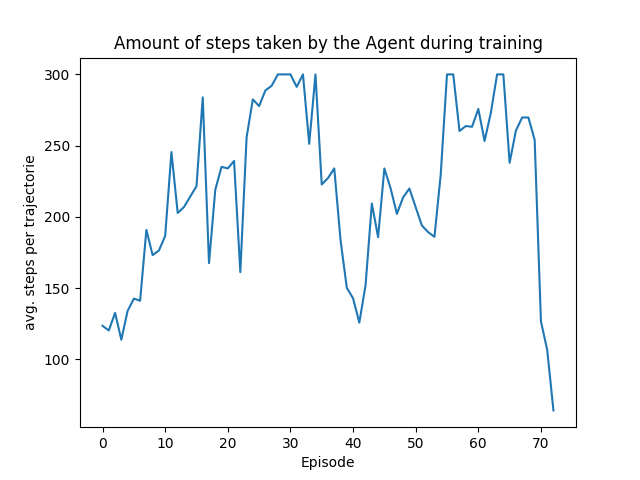 Amount of steps taken by the Agent during training
avg. steps per trajectorie
300
250
200
150
100
0 10 20 30 40 50 60 70
Episode